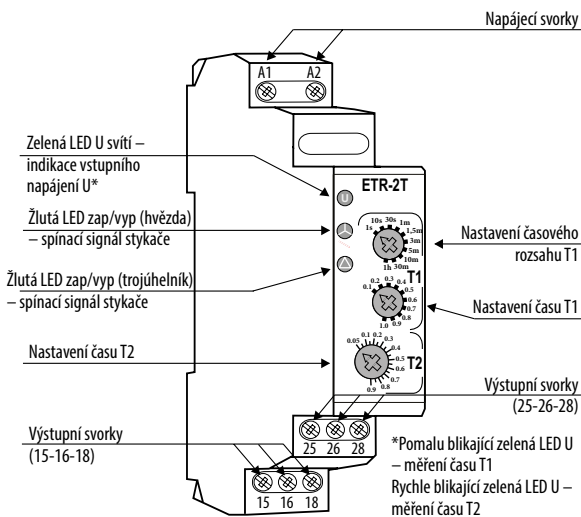 Napájecí svorky
A1 A2
Zelená LED U svítí –
indikace vstupního
napájení U*
Žlutá LED zap/vyp (hvězda)
– spínací signál stykače
Žlutá LED zap/vyp (trojúhelník)
– spínací signál stykače
Nastavení času T2
Výstupní svorky
(15-16-18)
ETR-2T
U
1s 10s 30s 1m 1,5m 3m 5m 10m 30m 1h
T1
0.1 0.2 0.3 0.4 0.5 0.6 0.7 0.8 0.9 1.0
0.05 0.1 0.2 0.3 0.4 0.5 0.6 0.7 0.8 0.9
T2
Nastavení časového
rozsahu T1
Nastavení času T1
Výstupní svorky
(25-26-28)
25 26 28
15 16 18
*Pomalu blikající zelená LED U
– měření času T1
Rychle blikající zelená LED U –
měření času T2